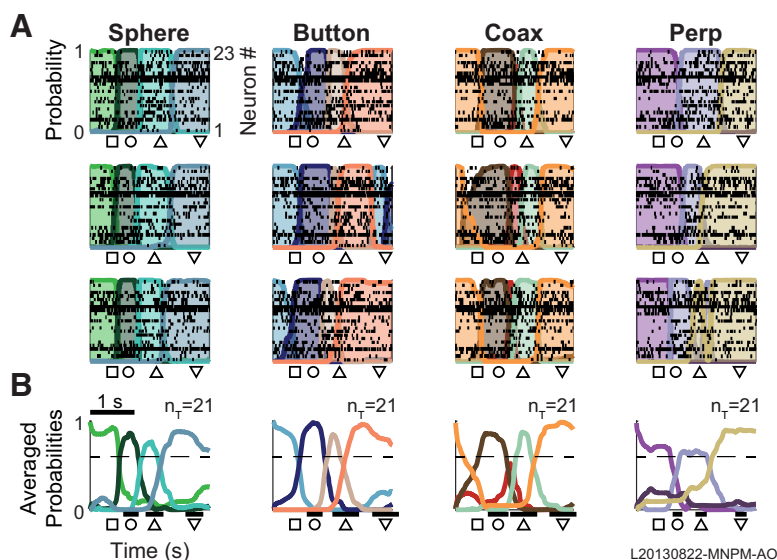 A
Sphere
Button
Coax
Perp
Probability
1
0
23
1
Neuron #
B
1 s
n_T=21
n_T=21
n_T=21
n_T=21
Averaged
Probabilities
1
0
Time (s)
L20130822-MNPM-AO